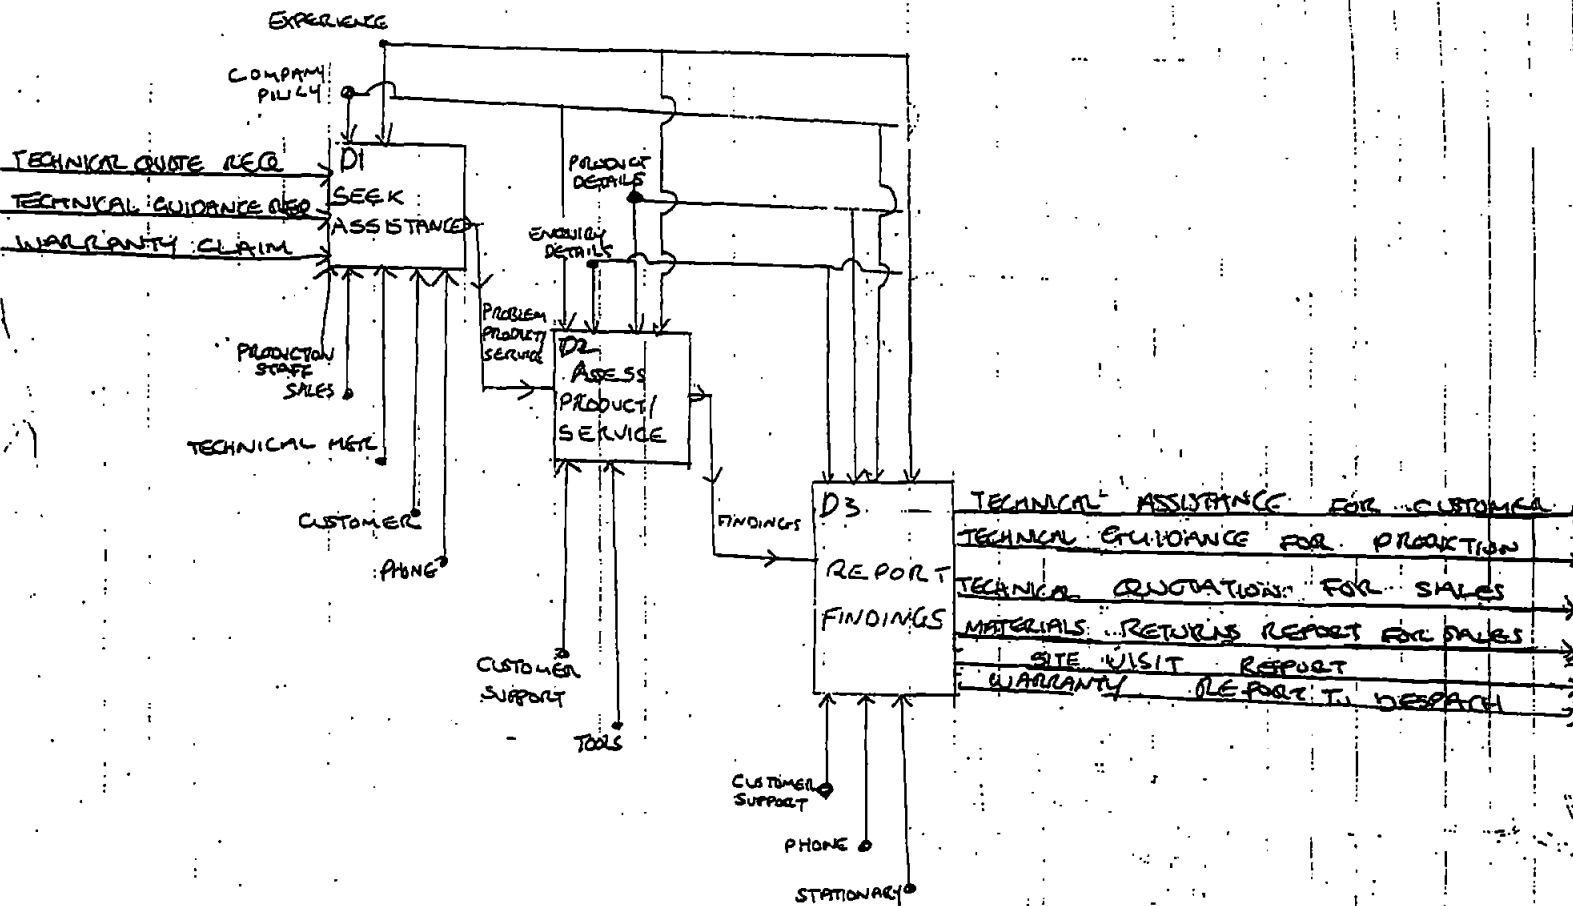 EXPERIENCE
COMPANY
PILICY
TECHNICAL QUOTE REQ
TECHNICAL GUIDANCE REQ
WARRANTY CLAIM
D1
SEEK
ASSISTANCE
PRODUCT
DETAILS
ENQUIRY
DETAILS
PROBLEM
PRODUCT/
SERVICE
D2
ASSESS
PRODUCT/
SERVICE
PRODUCTION
STAFF
SALES
TECHNICAL MGR
CUSTOMER
PHONE
FINDINGS
CUSTOMER
SUPPORT
TOOLS
D3
REPORT
FINDINGS
TECHNICAL ASSISTANCE FOR CUSTOMER
TECHNICAL GUIDANCE FOR PRODUCTION
TECHNICAL QUOTATION FOR SALES
MATERIALS RETURNS REPORT FOR SALES
SITE VISIT REPORT
WARRANTY REPORT TO DESPACH
CUSTOMER
SUPPORT
PHONE
STATIONARY